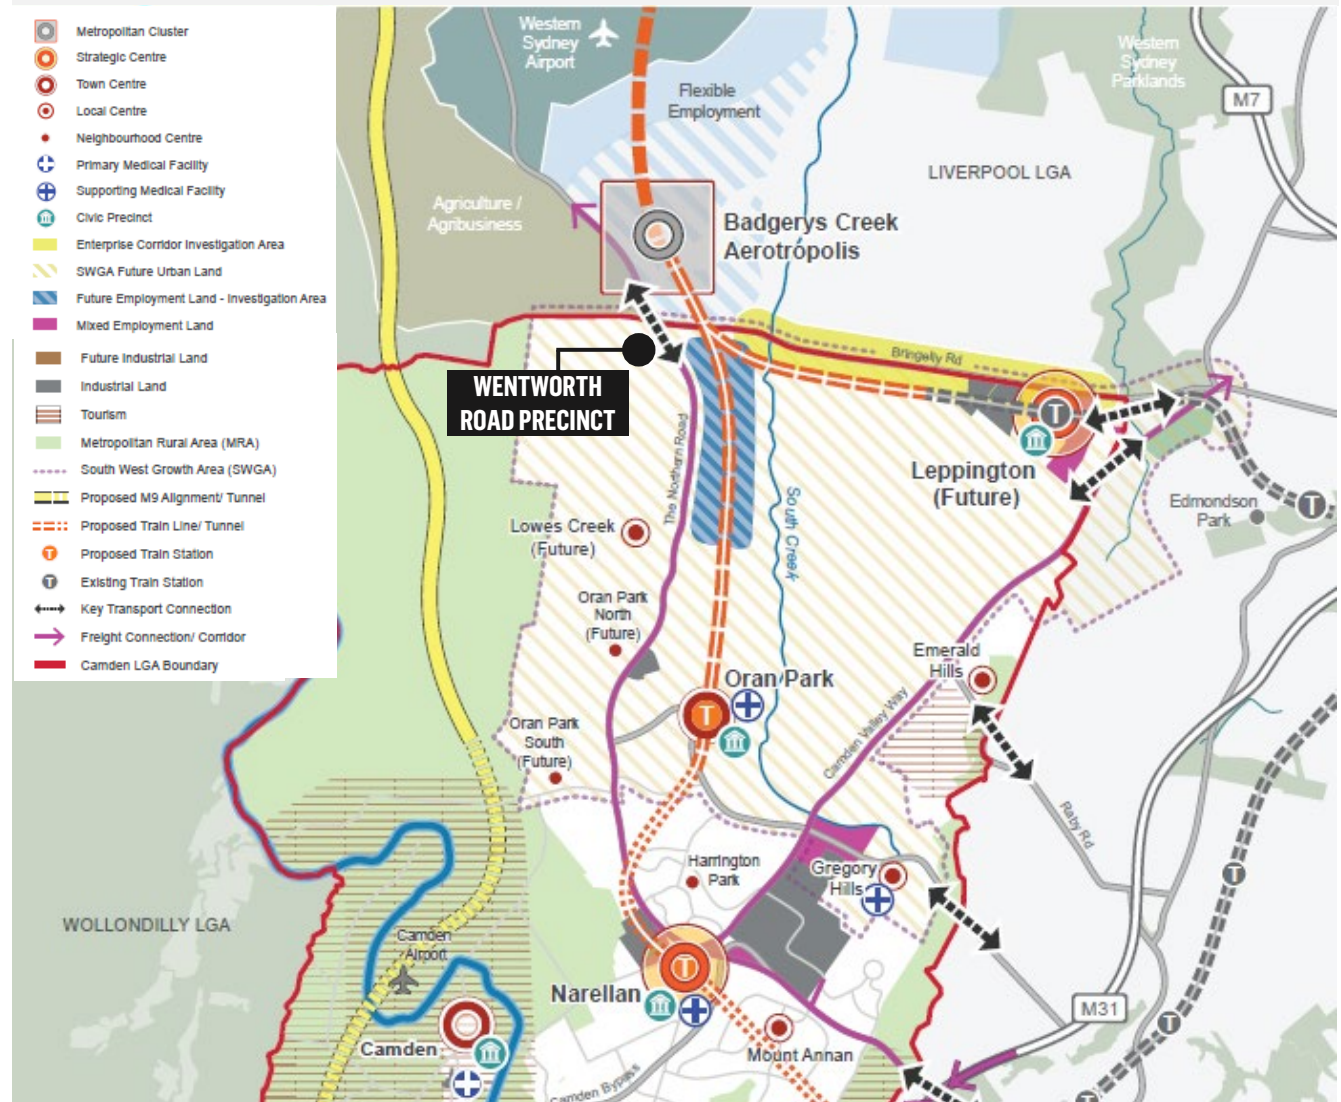 Metropolitan Cluster
Strategic Centre
Town Centre
Local Centre
Neighbourhood Centre
Primary Medical Facility
Supporting Medical Facility
Civic Precinct
Enterprise Corridor Investigation Area
SWGA Future Urban Land
Future Employment Land - Investigation Area
Mixed Employment Land
Future Industrial Land
Industrial Land
Tourism
Metropolitan Rural Area (MRA)
South West Growth Area (SWGA)
Proposed M9 Alignment/ Tunnel
Proposed Train Line/ Tunnel
T Proposed Train Station
T Existing Train Station
Key Transport Connection
Freight Connection/ Corridor
Camden LGA Boundary
Western
Sydney
Airport
Flexible
Employment
Western
Sydney
Parklands
M7
LIVERPOOL LGA
Agriculture /
Agribusiness
Badgerys Creek
Aerotropolis
Bringelly Rd
WENTWORTH
ROAD PRECINCT
The Northern Road
T
Leppington
(Future)
South Creek
Edmondson
Park
T
Lowes Creek
(Future)
Oran Park
North
(Future)
Emerald
Hills
Oran Park
T
Oran Park
South
(Future)
Camden Valley Way
Raby Rd
Harrington
Park
Gregory
Hills
T
WOLLONDILLY LGA
Camden
Airport
T
Narellan
M31
T
Camden
Mount Annan
Camden Bypass
T